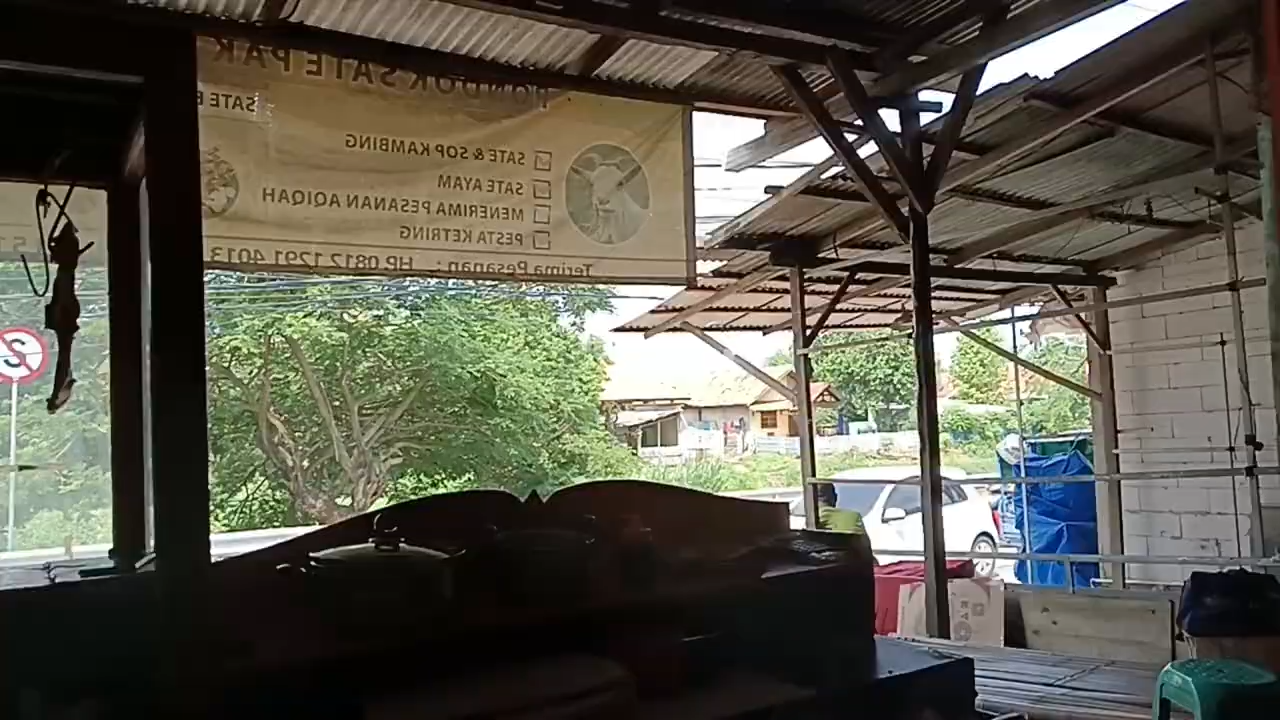 PONDOK SATE PAK
SATE
SATE & SOP KAMBING
SATE AYAM
MENERIMA PESANAN AQIQAH
PESTA KETRING
Terima Pesanan : HP. 0812 1291 4013
S